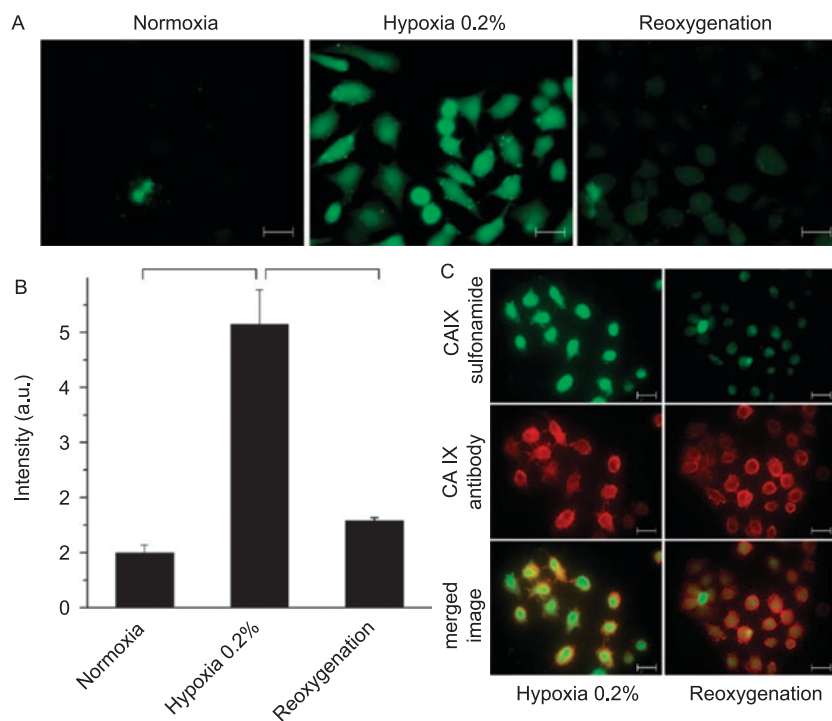 A
Normoxia
Hypoxia 0.2%
Reoxygenation
B
Intensity (a.u.)
5
4
3
2
2
0
Normoxia
Hypoxia 0.2%
Reoxygenation
C
CAIX
sulfonamide
CA IX
antibody
merged
image
Hypoxia 0.2%
Reoxygenation